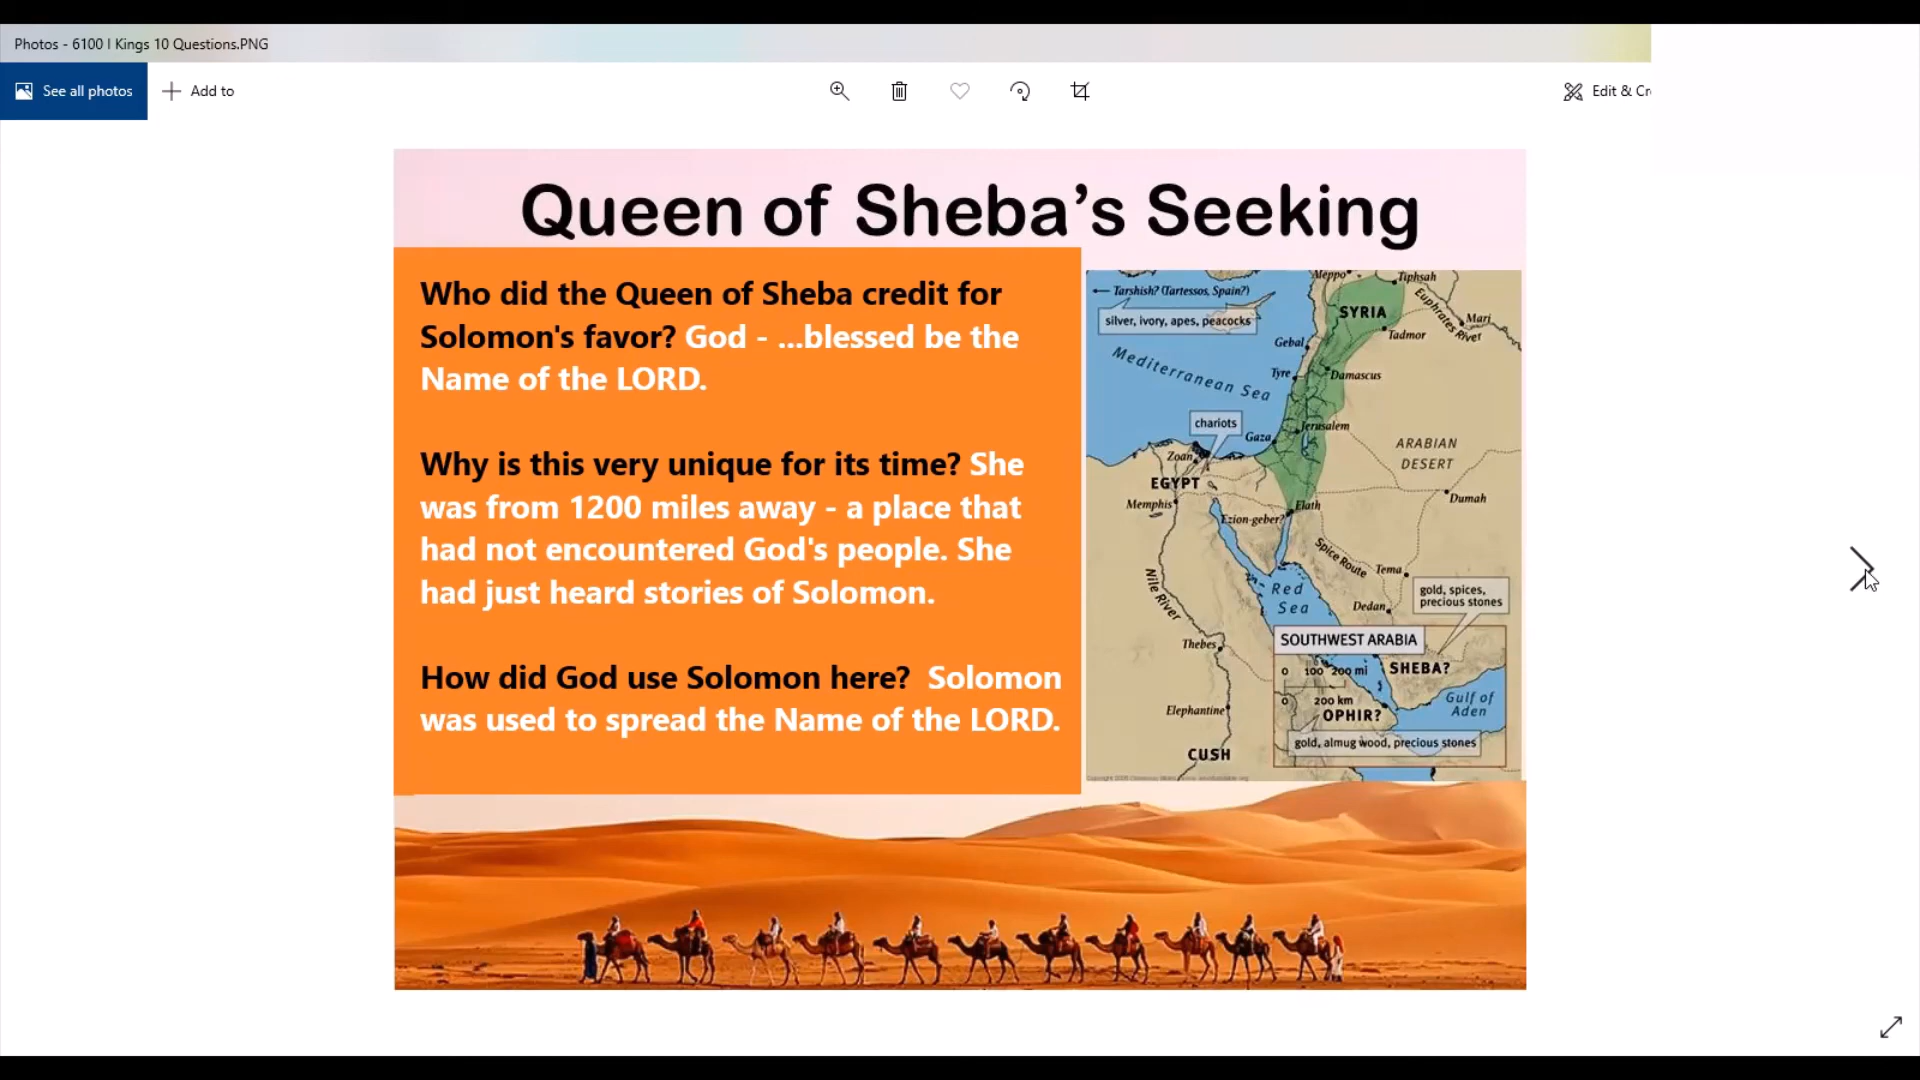 Photos - 6100 I Kings 10 Questions.PNG
See all photos
Add to
Edit & Cr
Queen of Sheba's Seeking
Who did the Queen of Sheba credit for
Solomon's favor? God - ...blessed be the
Name of the LORD.
Why is this very unique for its time? She
was from 1200 miles away - a place that
had not encountered God's people. She
had just heard stories of Solomon.
How did God use Solomon here? Solomon
was used to spread the Name of the LORD.
Aleppo
Tiphsah
Tarshish? (Tartessos, Spain?)
silver, ivory, apes, peacocks
SYRIA
Euphrates River
Mari
Tadmor
Gebal
Mediterranean Sea
Tyre
Damascus
chariots
Gaza
Jerusalem
ARABIAN
DESERT
Zoan
EGYPT
Memphis
Dumah
Elath
Ezion-geber?
Spice Route
Tema
Nile River
Red
Sea
Dedan
gold, spices,
precious stones
SOUTHWEST ARABIA
Thebes
0 100 200 mi
SHEBA?
0 200 km
Gulf of
Aden
Elephantine
OPHIR?
gold, almug wood, precious stones
CUSH